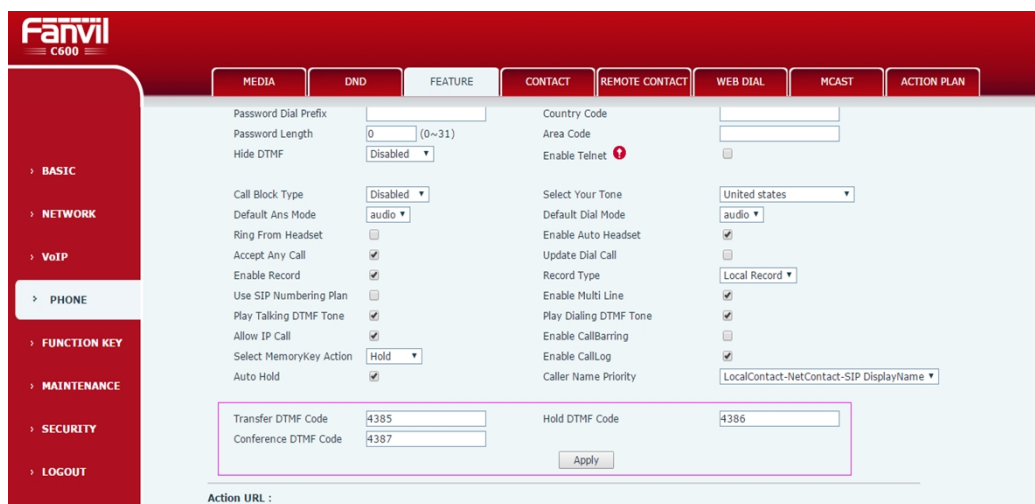 Fanvil
C600
MEDIA DND FEATURE CONTACT REMOTE CONTACT WEB DIAL MCAST ACTION PLAN
› BASIC
› NETWORK
› VoIP
› PHONE
› FUNCTION KEY
› MAINTENANCE
› SECURITY
› LOGOUT
Password Dial Prefix Country Code
Password Length 0 (0~31) Area Code
Hide DTMF Disabled Enable Telnet
Call Block Type Disabled Select Your Tone United states
Default Ans Mode audio Default Dial Mode audio
Ring From Headset Enable Auto Headset
Accept Any Call Update Dial Call
Enable Record Record Type Local Record
Use SIP Numbering Plan Enable Multi Line
Play Talking DTMF Tone Play Dialing DTMF Tone
Allow IP Call Enable CallBarring
Select MemoryKey Action Hold Enable CallLog
Auto Hold Caller Name Priority LocalContact-NetContact-SIP DisplayName
Transfer DTMF Code 4385 Hold DTMF Code 4386
Conference DTMF Code 4387
Apply
Action URL :